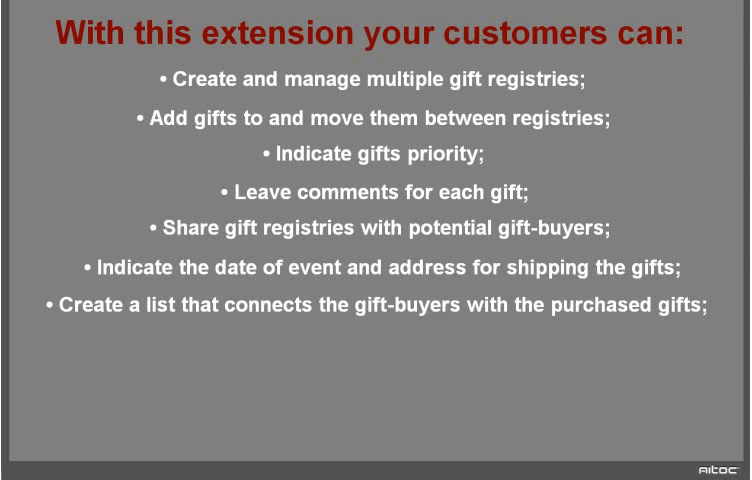 With this extension your customers can:
• Create and manage multiple gift registries;
• Add gifts to and move them between registries;
• Indicate gifts priority;
• Leave comments for each gift;
• Share gift registries with potential gift-buyers;
• Indicate the date of event and address for shipping the gifts;
• Create a list that connects the gift-buyers with the purchased gifts;
AITOC